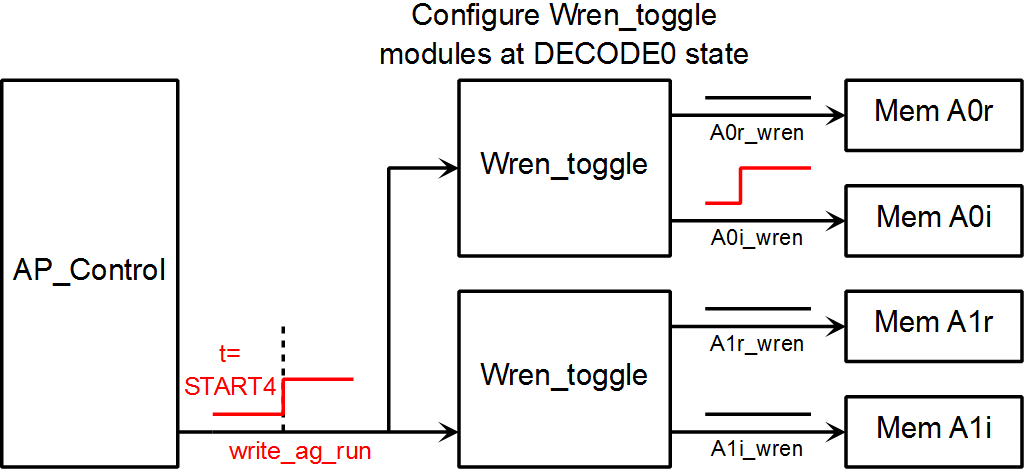 Configure Wren_toggle
modules at DECODE0 state
AP_Control
t=
START4
write_ag_run
Wren_toggle
A0r_wren
Mem A0r
A0i_wren
Mem A0i
Wren_toggle
A1r_wren
Mem A1r
A1i_wren
Mem A1i